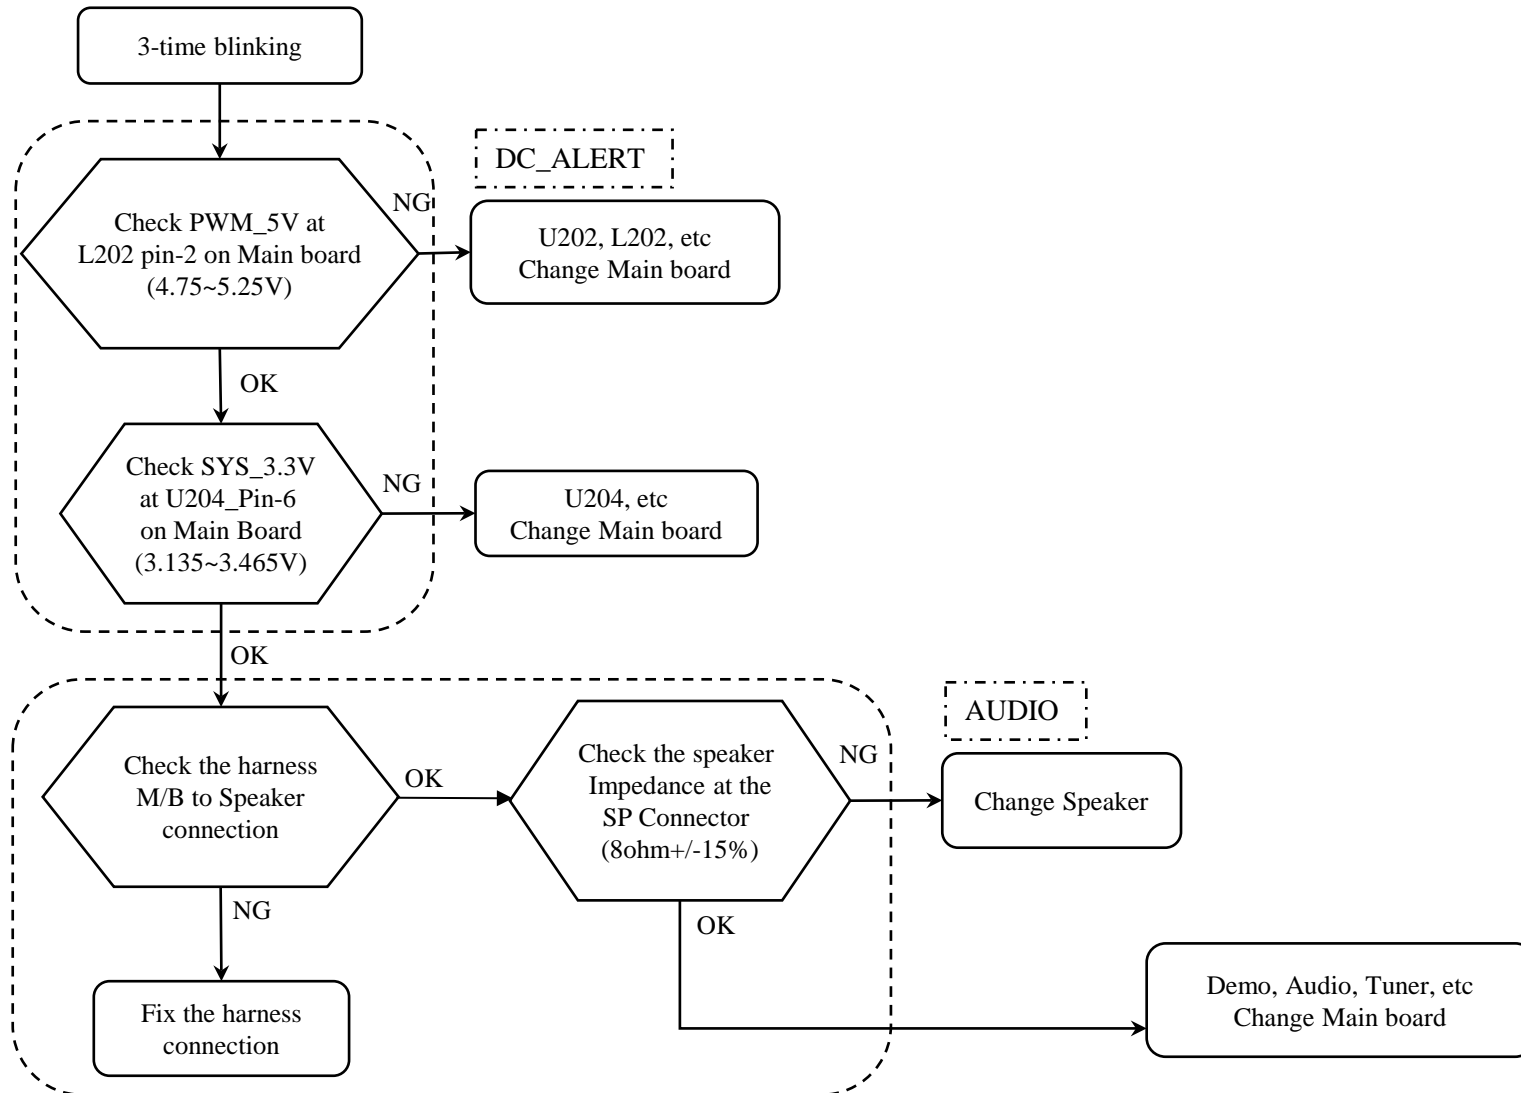 3-time blinking
DC_ALERT
Check PWM_5V at
L202 pin-2 on Main board
(4.75~5.25V)
NG
U202, L202, etc
Change Main board
OK
Check SYS_3.3V
at U204_Pin-6
on Main Board
(3.135~3.465V)
NG
U204, etc
Change Main board
OK
AUDIO
Check the harness
M/B to Speaker
connection
OK
Check the speaker
Impedance at the
SP Connector
(8ohm+/-15%)
NG
Change Speaker
NG
OK
Fix the harness
connection
Demo, Audio, Tuner, etc
Change Main board